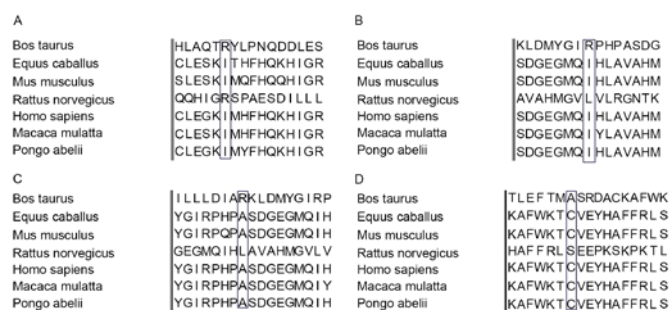 A
Bos taurus HLAQTRYLPNQDDLES
Equus caballus CLESKITHFHQKHIGR
Mus musculus SLESKIMQFHQQHIGR
Rattus norvegicus QQHIGRSPAESDILLL
Homo sapiens CLEGKIMHFHQKHIGR
Macaca mulatta CLEGKIMHFHQKHIGR
Pongo abelii CLEGKIMYFHQKHIGR
B
Bos taurus KLDMYGIRPHPASDG
Equus caballus SDGEGMQIHLAVAHM
Mus musculus SDGEGMQIHLAVAHM
Rattus norvegicus AVAHMGVLVLRGNTK
Homo sapiens SDGEGMQIHLAVAHM
Macaca mulatta SDGEGMQIYLAVAHM
Pongo abelii SDGEGMQIHLAVAHM
C
Bos taurus ILLLDIARKLDMYGIRP
Equus caballus YGIRPHPASDGEGMQIH
Mus musculus YGIRPQPASDGEGMQIH
Rattus norvegicus GEGMQIHLAVAHMGVLV
Homo sapiens YGIRPHPASDGEGMQIH
Macaca mulatta YGIRPHPASDGEGMQIY
Pongo abelii YGIRPHPASDGEGMQIH
D
Bos taurus TLEFTMASRDACKAFWK
Equus caballus KAFWKTCVEYHAFFRLS
Mus musculus KAFWKTCVEYHAFFRLS
Rattus norvegicus HAFFRLSEEPKSKPKTL
Homo sapiens KAFWKTCVEYHAFFRLS
Macaca mulatta KAFWKTCVEYHAFFRLS
Pongo abelii KAFWKTCVEYHAFFRLS